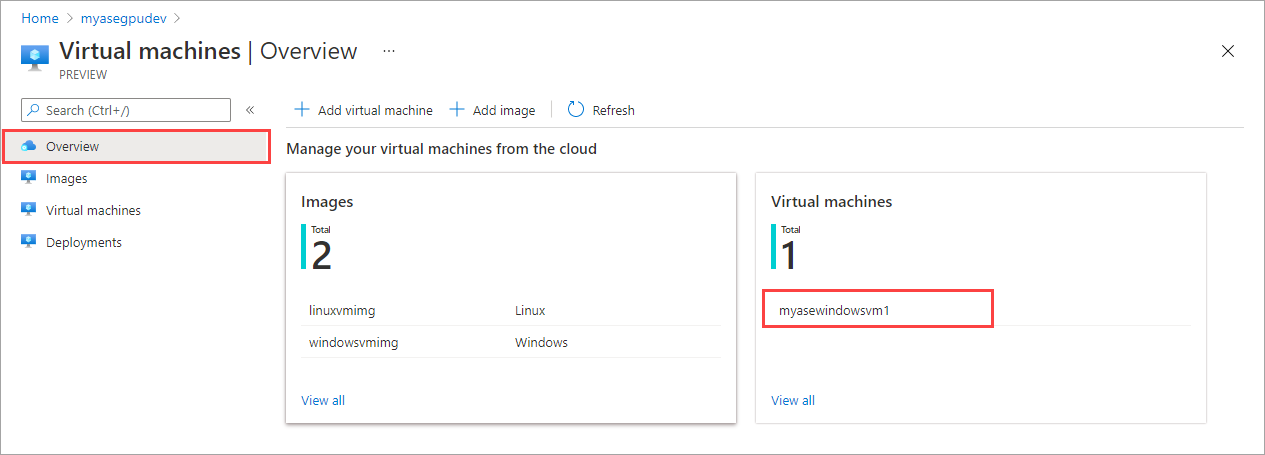 Home > myasegpudev >
Virtual machines | Overview ...
PREVIEW
Search (Ctrl+/) «
Overview
Images
Virtual machines
Deployments
+ Add virtual machine + Add image | Refresh
Manage your virtual machines from the cloud
Images
Total
2
linuxvmimg Linux
windowsvmimg Windows
View all
Virtual machines
Total
1
myasewindowsvm1
View all